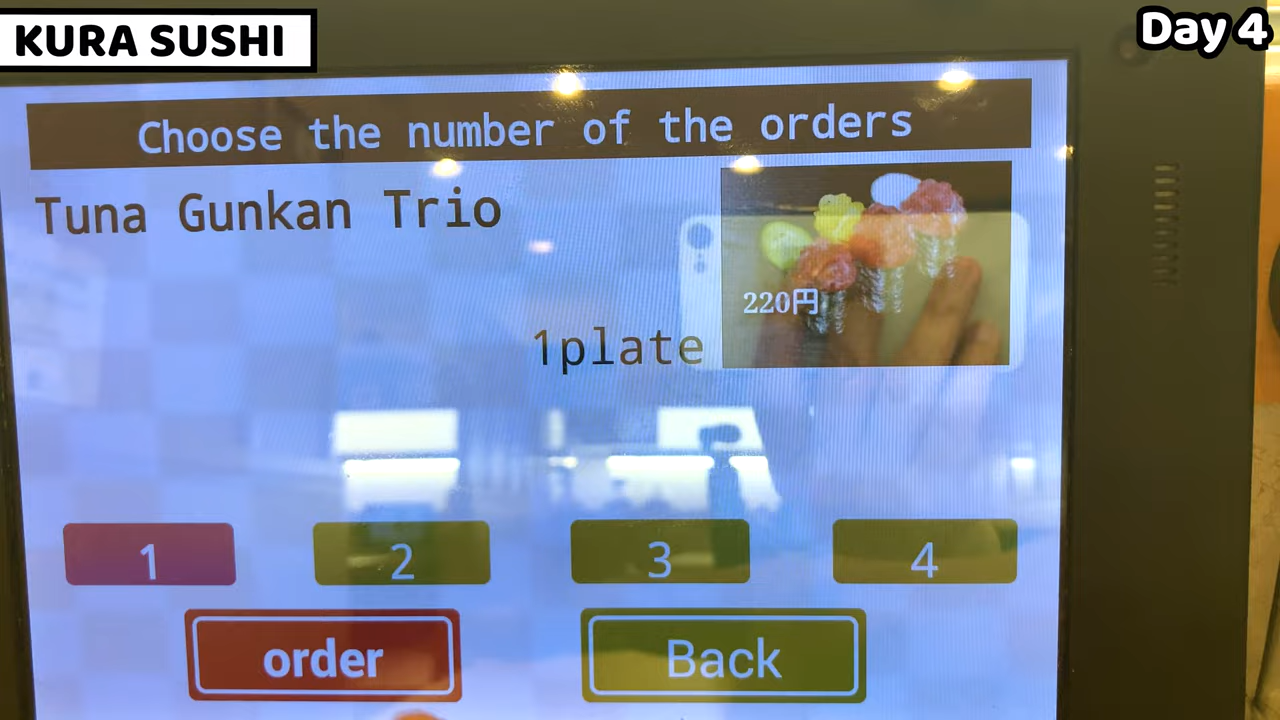 KURA SUSHI
Day 4
Choose the number of the orders
Tuna Gunkan Trio
220円
1plate
1
2
3
4
order
Back